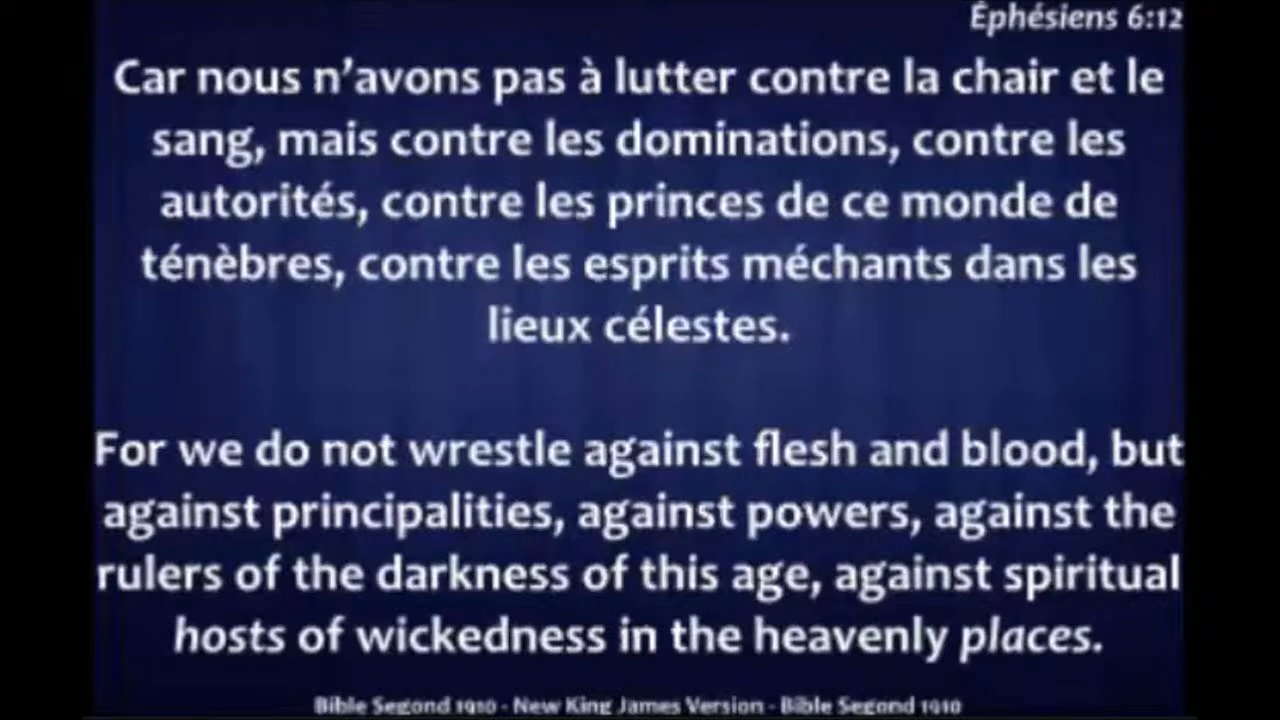 Éphésiens 6:12
Car nous n’avons pas à lutter contre la chair et le
sang, mais contre les dominations, contre les
autorités, contre les princes de ce monde de
ténèbres, contre les esprits méchants dans les
lieux célestes.
For we do not wrestle against flesh and blood, but
against principalities, against powers, against the
rulers of the darkness of this age, against spiritual
hosts of wickedness in the heavenly places.
Bible Segond 1910 - New King James Version - Bible Segond 1910